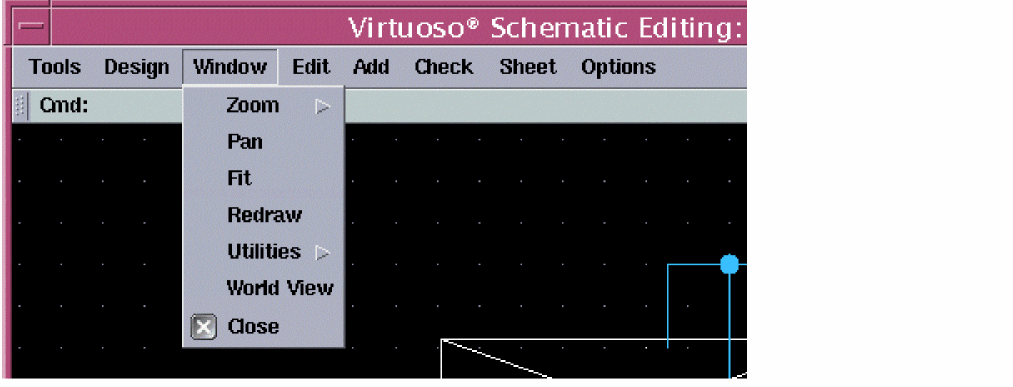 Virtuoso® Schematic Editing:
Tools Design Window Edit Add Check Sheet Options
Cmd:
Zoom
Pan
Fit
Redraw
Utilities
World View
Close